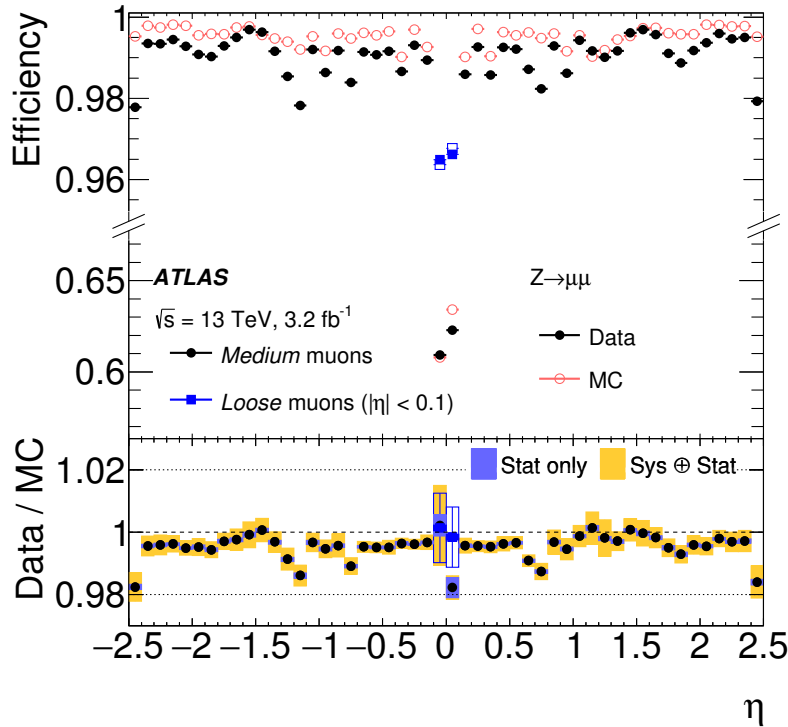 Efficiency
1
0.98
0.96
0.65
0.6
ATLAS
√s = 13 TeV, 3.2 fb⁻¹
Medium muons
Loose muons (|η| < 0.1)
Z→μμ
Data
MC
Data / MC
1.02
1
0.98
Stat only
Sys ⊕ Stat
−2.5 −2 −1.5 −1 −0.5 0 0.5 1 1.5 2 2.5
η